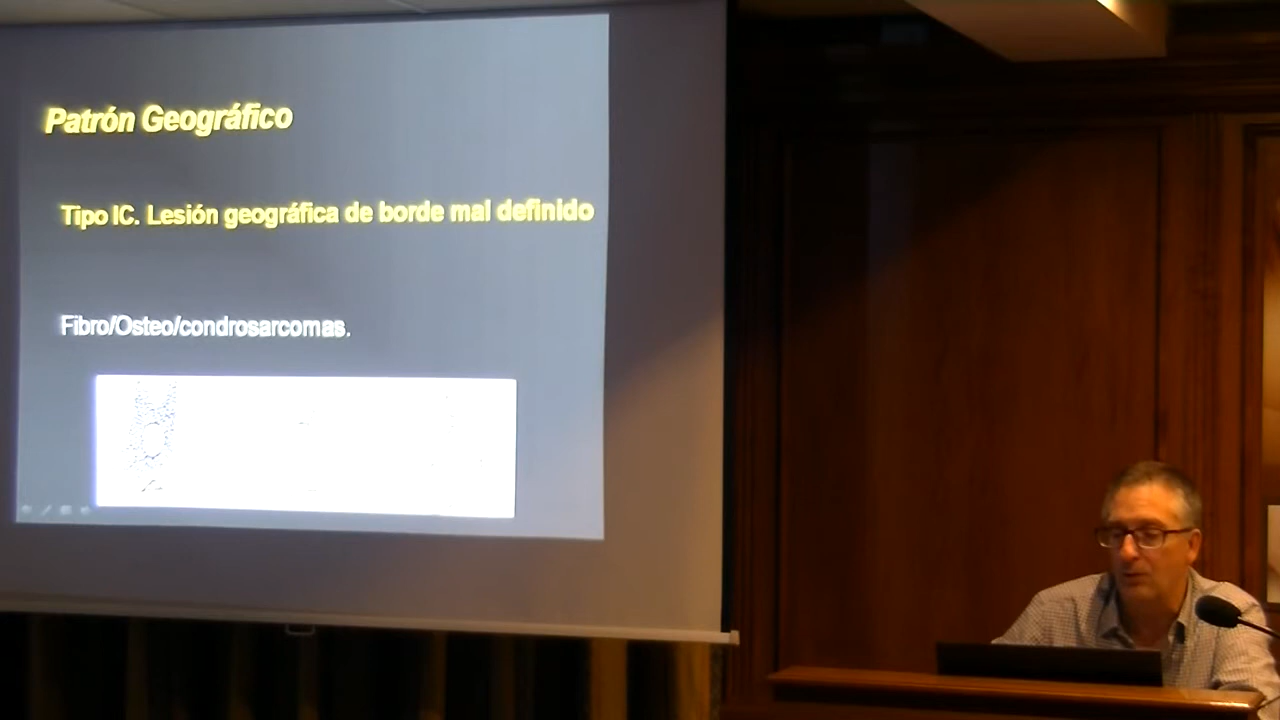 Patrón Geográfico
Tipo IC. Lesión geográfica de borde mal definido
Fibro/Osteo/condrosarcomas.